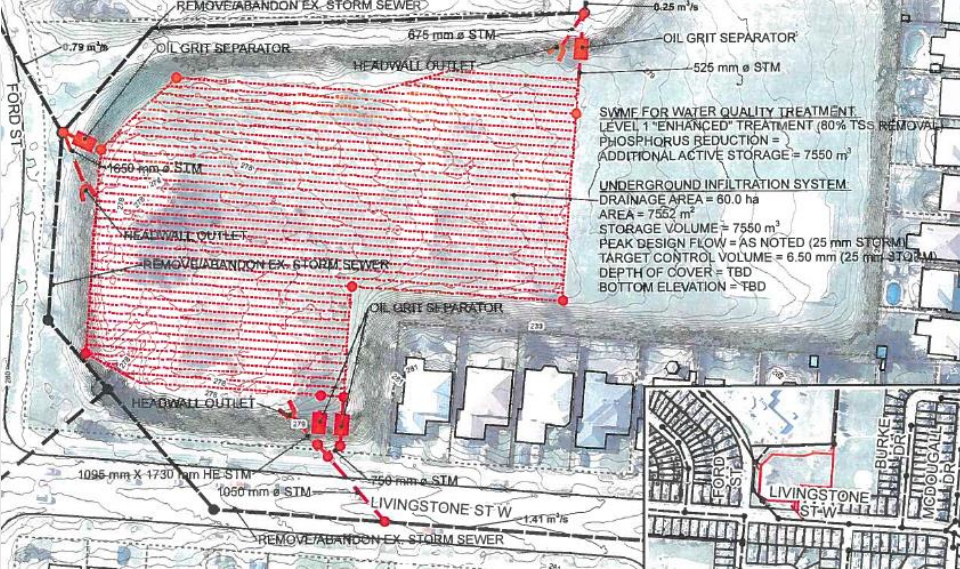 REMOVE/ABANDON EX. STORM SEWER
0.25 m³/s
675 mm ø STM
OIL GRIT SEPARATOR
0.79 m³/s
OIL GRIT SEPARATOR
HEADWALL OUTLET
525 mm ø STM
FORD ST
SWMF FOR WATER QUALITY TREATMENT
LEVEL 1 "ENHANCED" TREATMENT (80% TSS REMOVAL)
PHOSPHORUS REDUCTION =
ADDITIONAL ACTIVE STORAGE = 7550 m³
1650 mm ø STM
UNDERGROUND INFILTRATION SYSTEM:
DRAINAGE AREA = 60.0 ha
AREA = 7552 m²
STORAGE VOLUME = 7550 m³
PEAK DESIGN FLOW = AS NOTED (25 mm STORM)
TARGET CONTROL VOLUME = 6.50 mm (25 mm STORM)
DEPTH OF COVER = TBD
BOTTOM ELEVATION = TBD
HEADWALL OUTLET
REMOVE/ABANDON EX. STORM SEWER
OIL GRIT SEPARATOR
HEADWALL OUTLET
279
1095 mm X 1730 mm HE STM
750 mm ø STM
1050 mm ø STM
LIVINGSTONE ST W
1.41 m³/s
REMOVE/ABANDON EX. STORM SEWER
FORD
ST
LIVINGSTONE
ST W
BURKE
DR
MCDOUGALL
DR